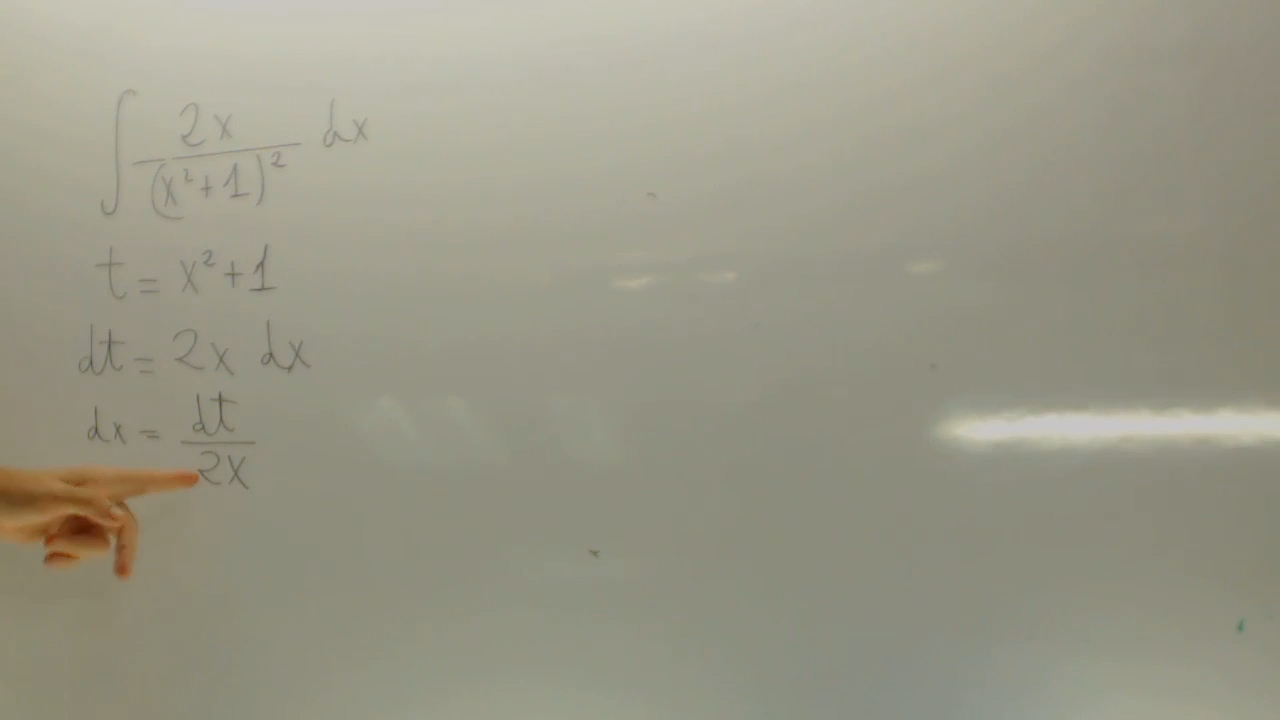 ∫ 2x / (x² + 1)² dx
t = x² + 1
dt = 2x dx
dx = dt / 2x